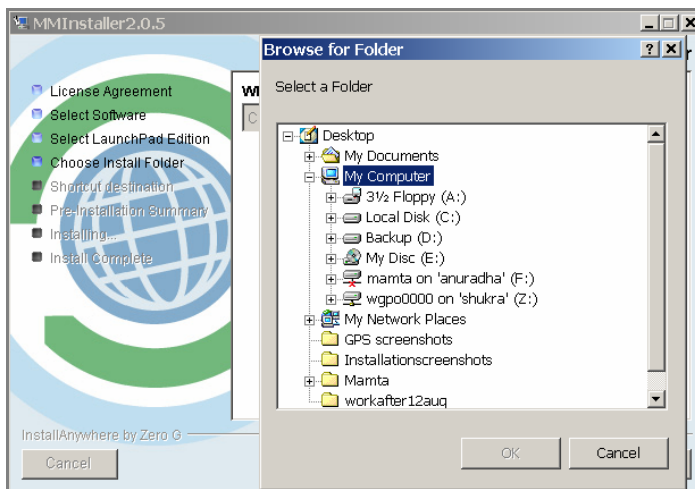 MMInstaller2.0.5
Browse for Folder
Select a Folder
License Agreement
Select Software
Select LaunchPad Edition
Choose Install Folder
Shortcut destination
Pre-Installation Summary
Installing...
Install Complete
Desktop
My Documents
My Computer
3½ Floppy (A:)
Local Disk (C:)
Backup (D:)
My Disc (E:)
mamta on 'anuradha' (F:)
wgpo0000 on 'shukra' (Z:)
My Network Places
GPS screenshots
Installationscreenshots
Mamta
workafter12aug
InstallAnywhere by Zero G
Cancel
OK
Cancel